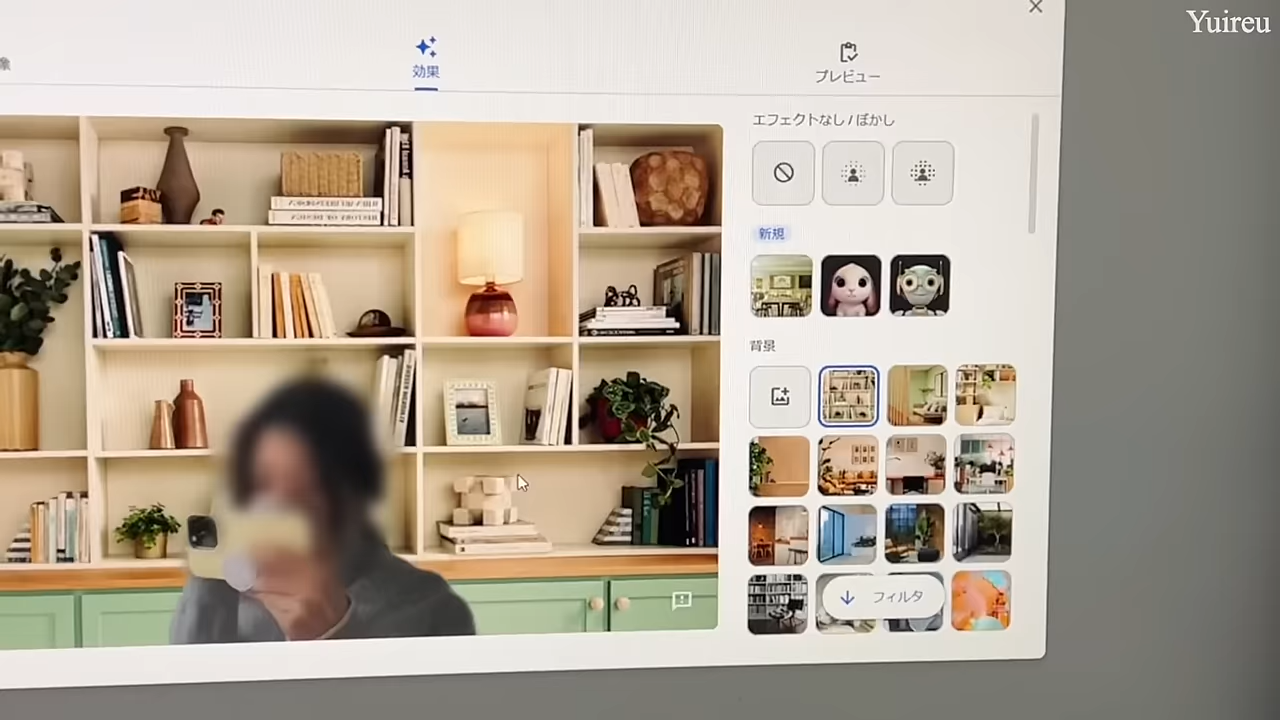 Yuireu
像
効果
プレビュー
エフェクトなし / ぼかし
新規
背景
フィルタ